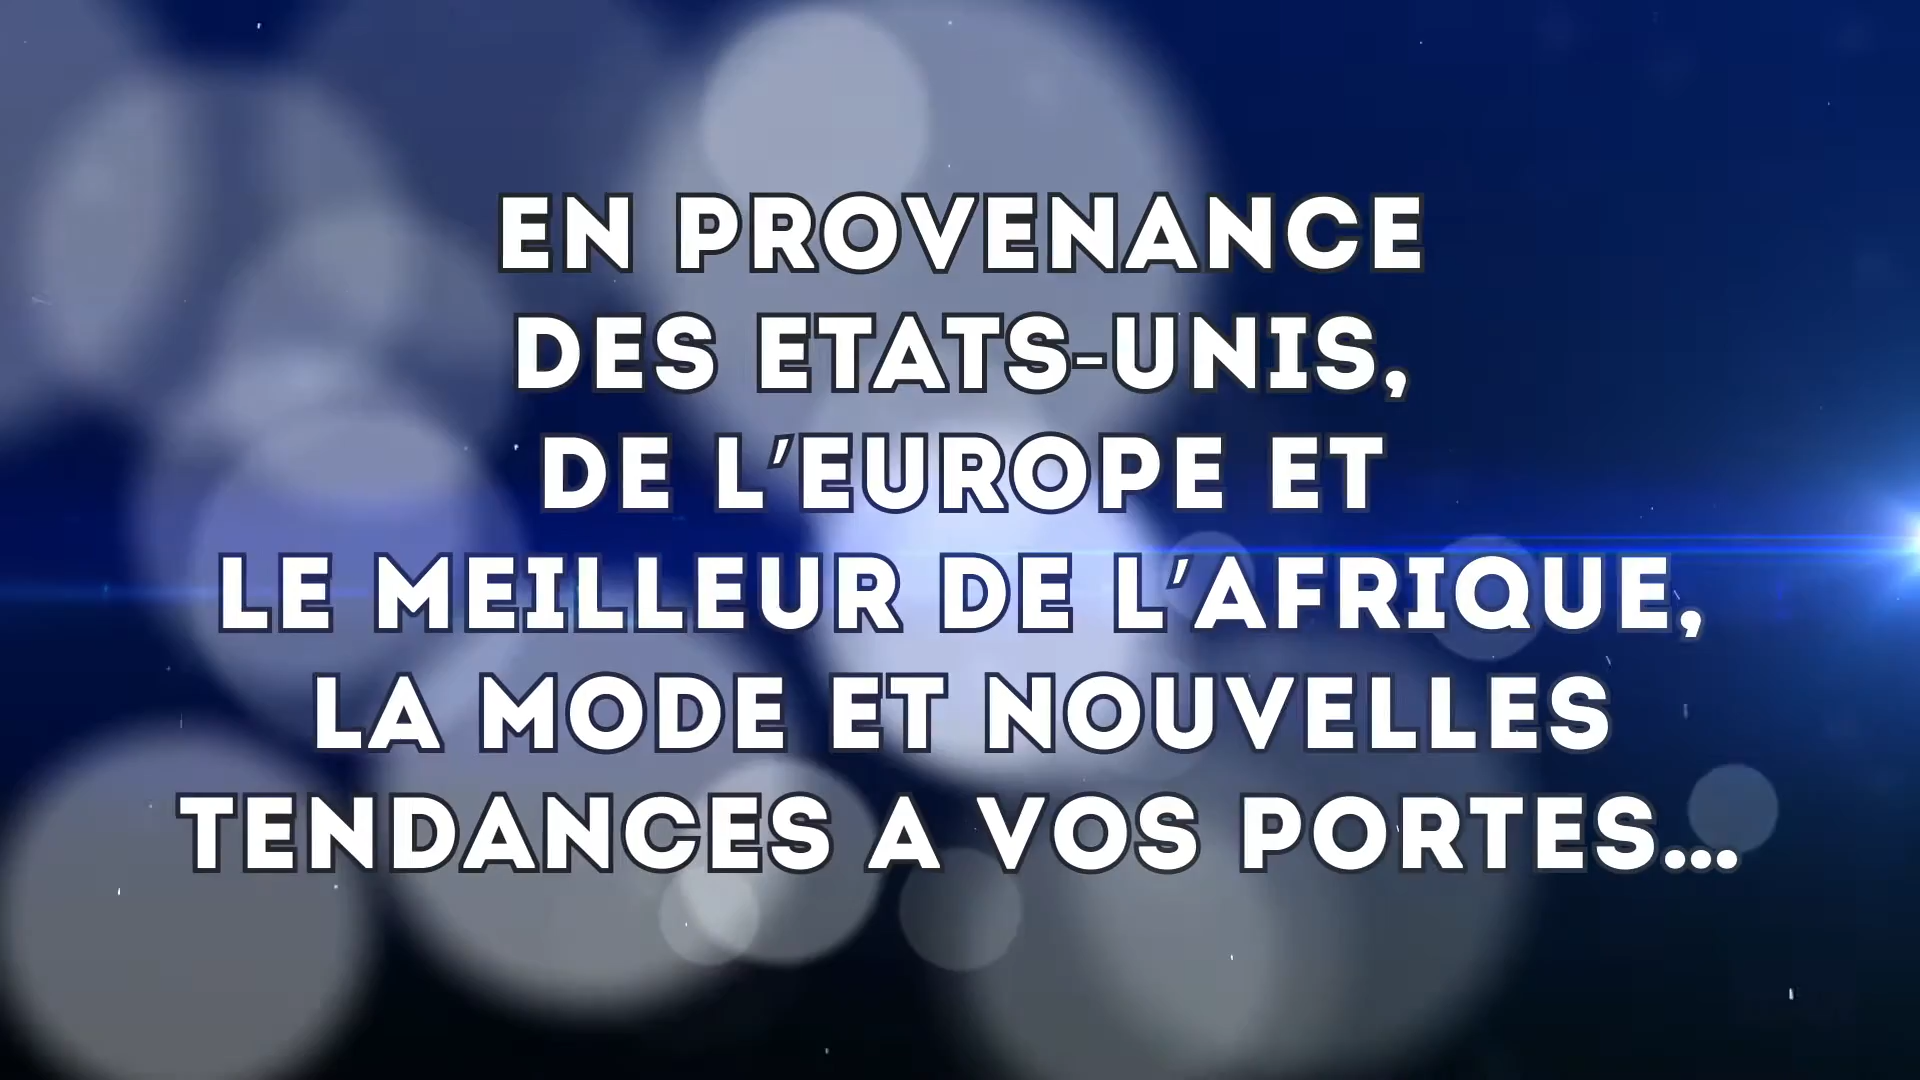 EN PROVENANCE
DES ETATS-UNIS,
DE L'EUROPE ET
LE MEILLEUR DE L'AFRIQUE,
LA MODE ET NOUVELLES
TENDANCES A VOS PORTES...